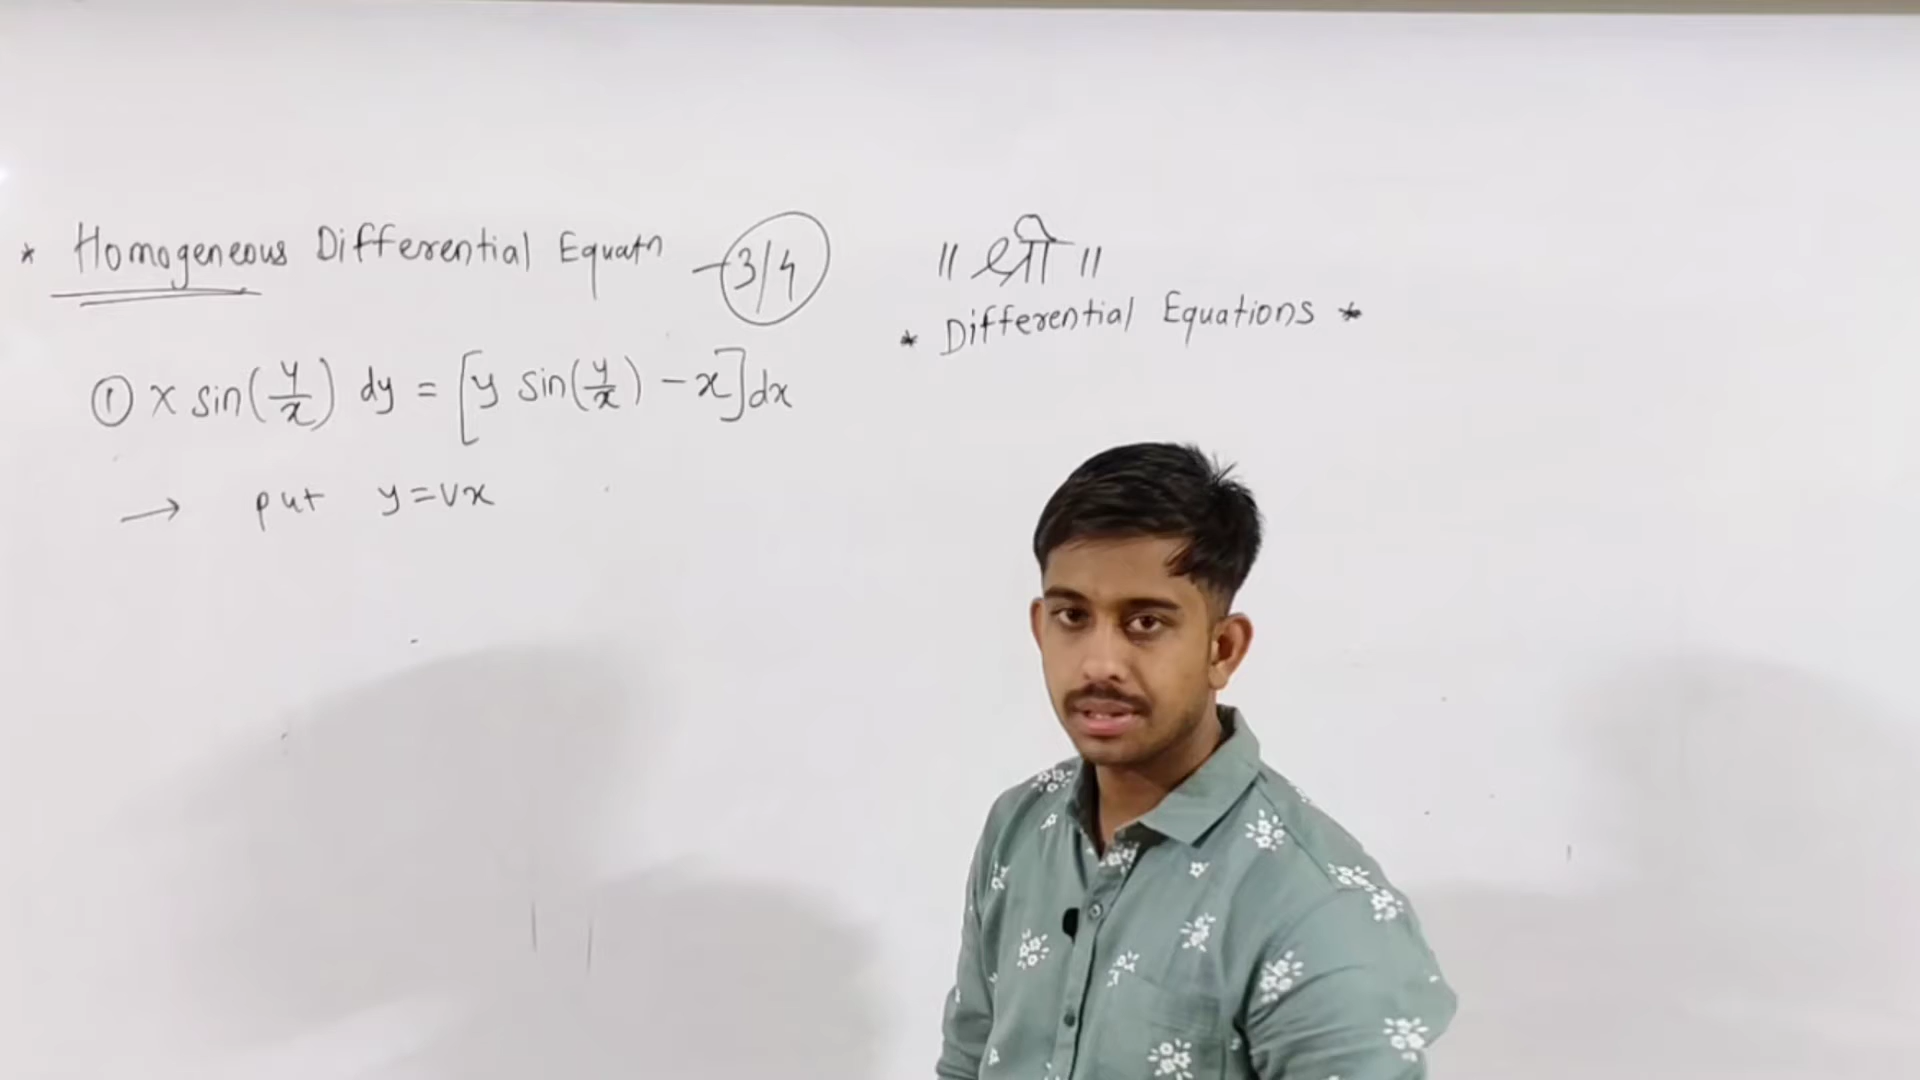 * Homogeneous Differential Equatn - 3/4
① x sin(y/x) dy = [y sin(y/x) - x]dx
→ put y=vx
॥ श्री ॥
* Differential Equations *